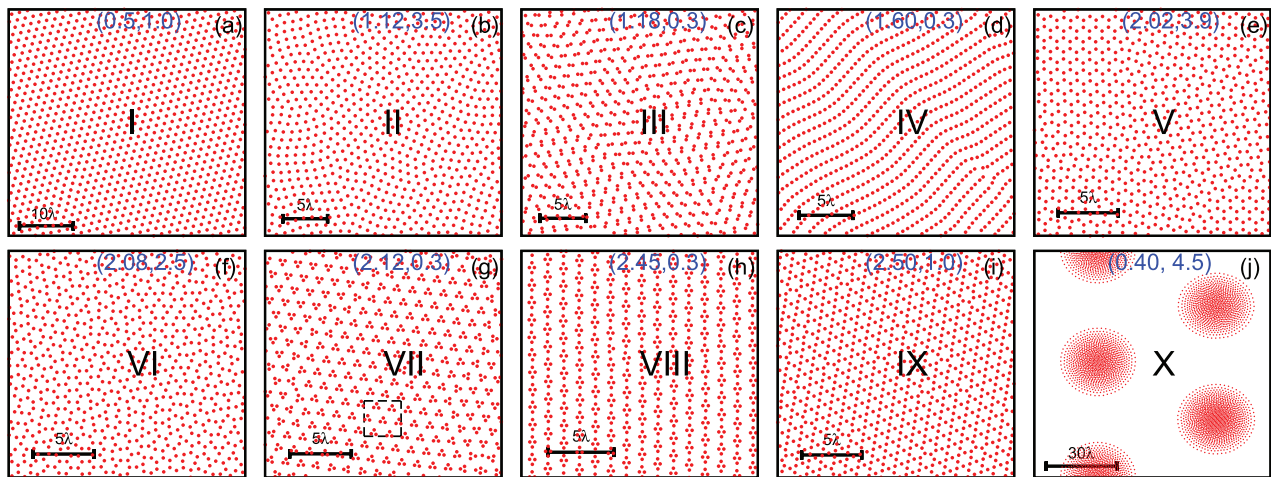 (0.5,1.0) (a)
I
10λ
(1.12,3.5) (b)
II
5λ
(1.18,0.3) (c)
III
5λ
(1.60,0.3) (d)
IV
5λ
(2.02,3.9) (e)
V
5λ
(2.08,2.5) (f)
VI
5λ
(2.12,0.3) (g)
VII
5λ
(2.45,0.3) (h)
VIII
5λ
(2.50,1.0) (i)
IX
5λ
(0.40, 4.5) (j)
X
30λ